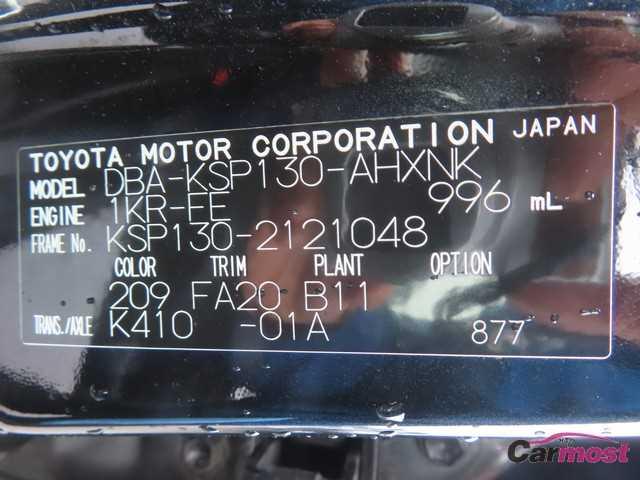 TOYOTA MOTOR CORPORATION JAPAN
MODEL DBA-KSP130-AHXNK
ENGINE 1KR-FE 996 mL
FRAME No. KSP130-2121048
COLOR TRIM PLANT OPTION
209 FA20 B11
TRANS./AXLE K410 -01A 877
Carmost